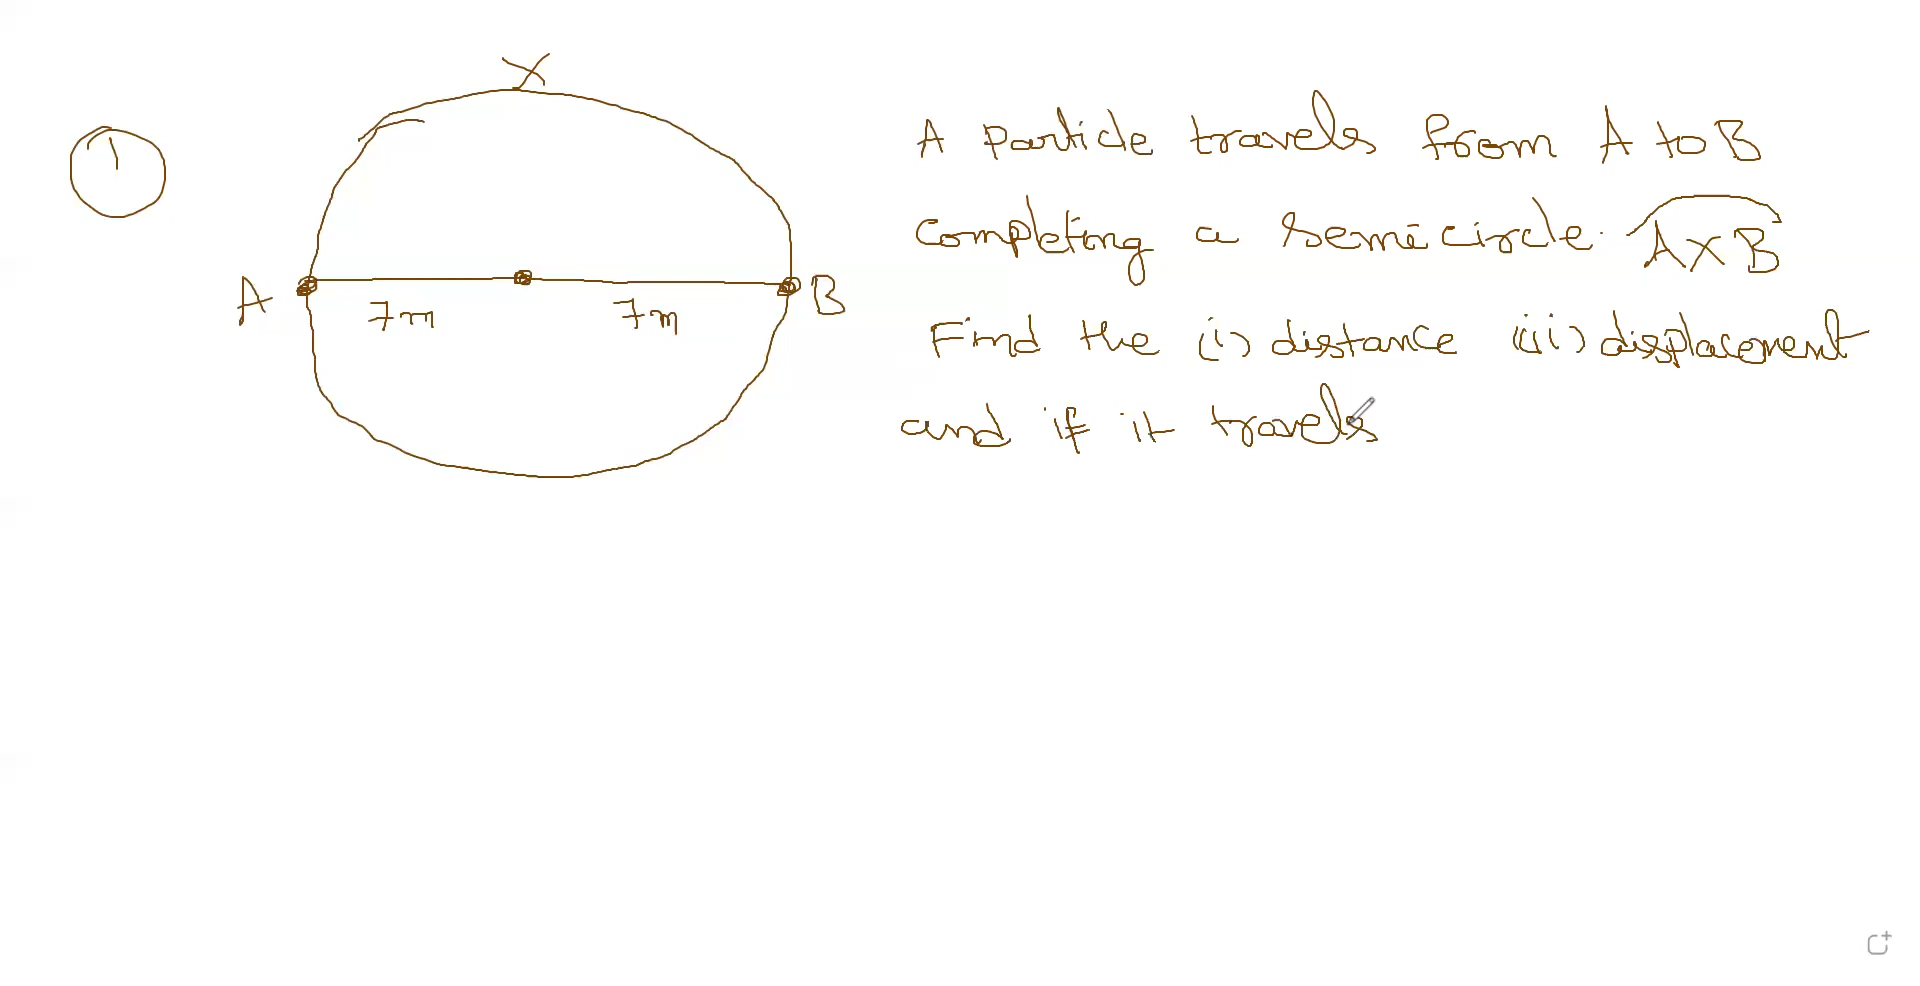 1
X
A Particle travels from A to B
completing a semicircle. AXB
A 7m 7m B
Find the (i) distance (ii) displacement
and if it travels